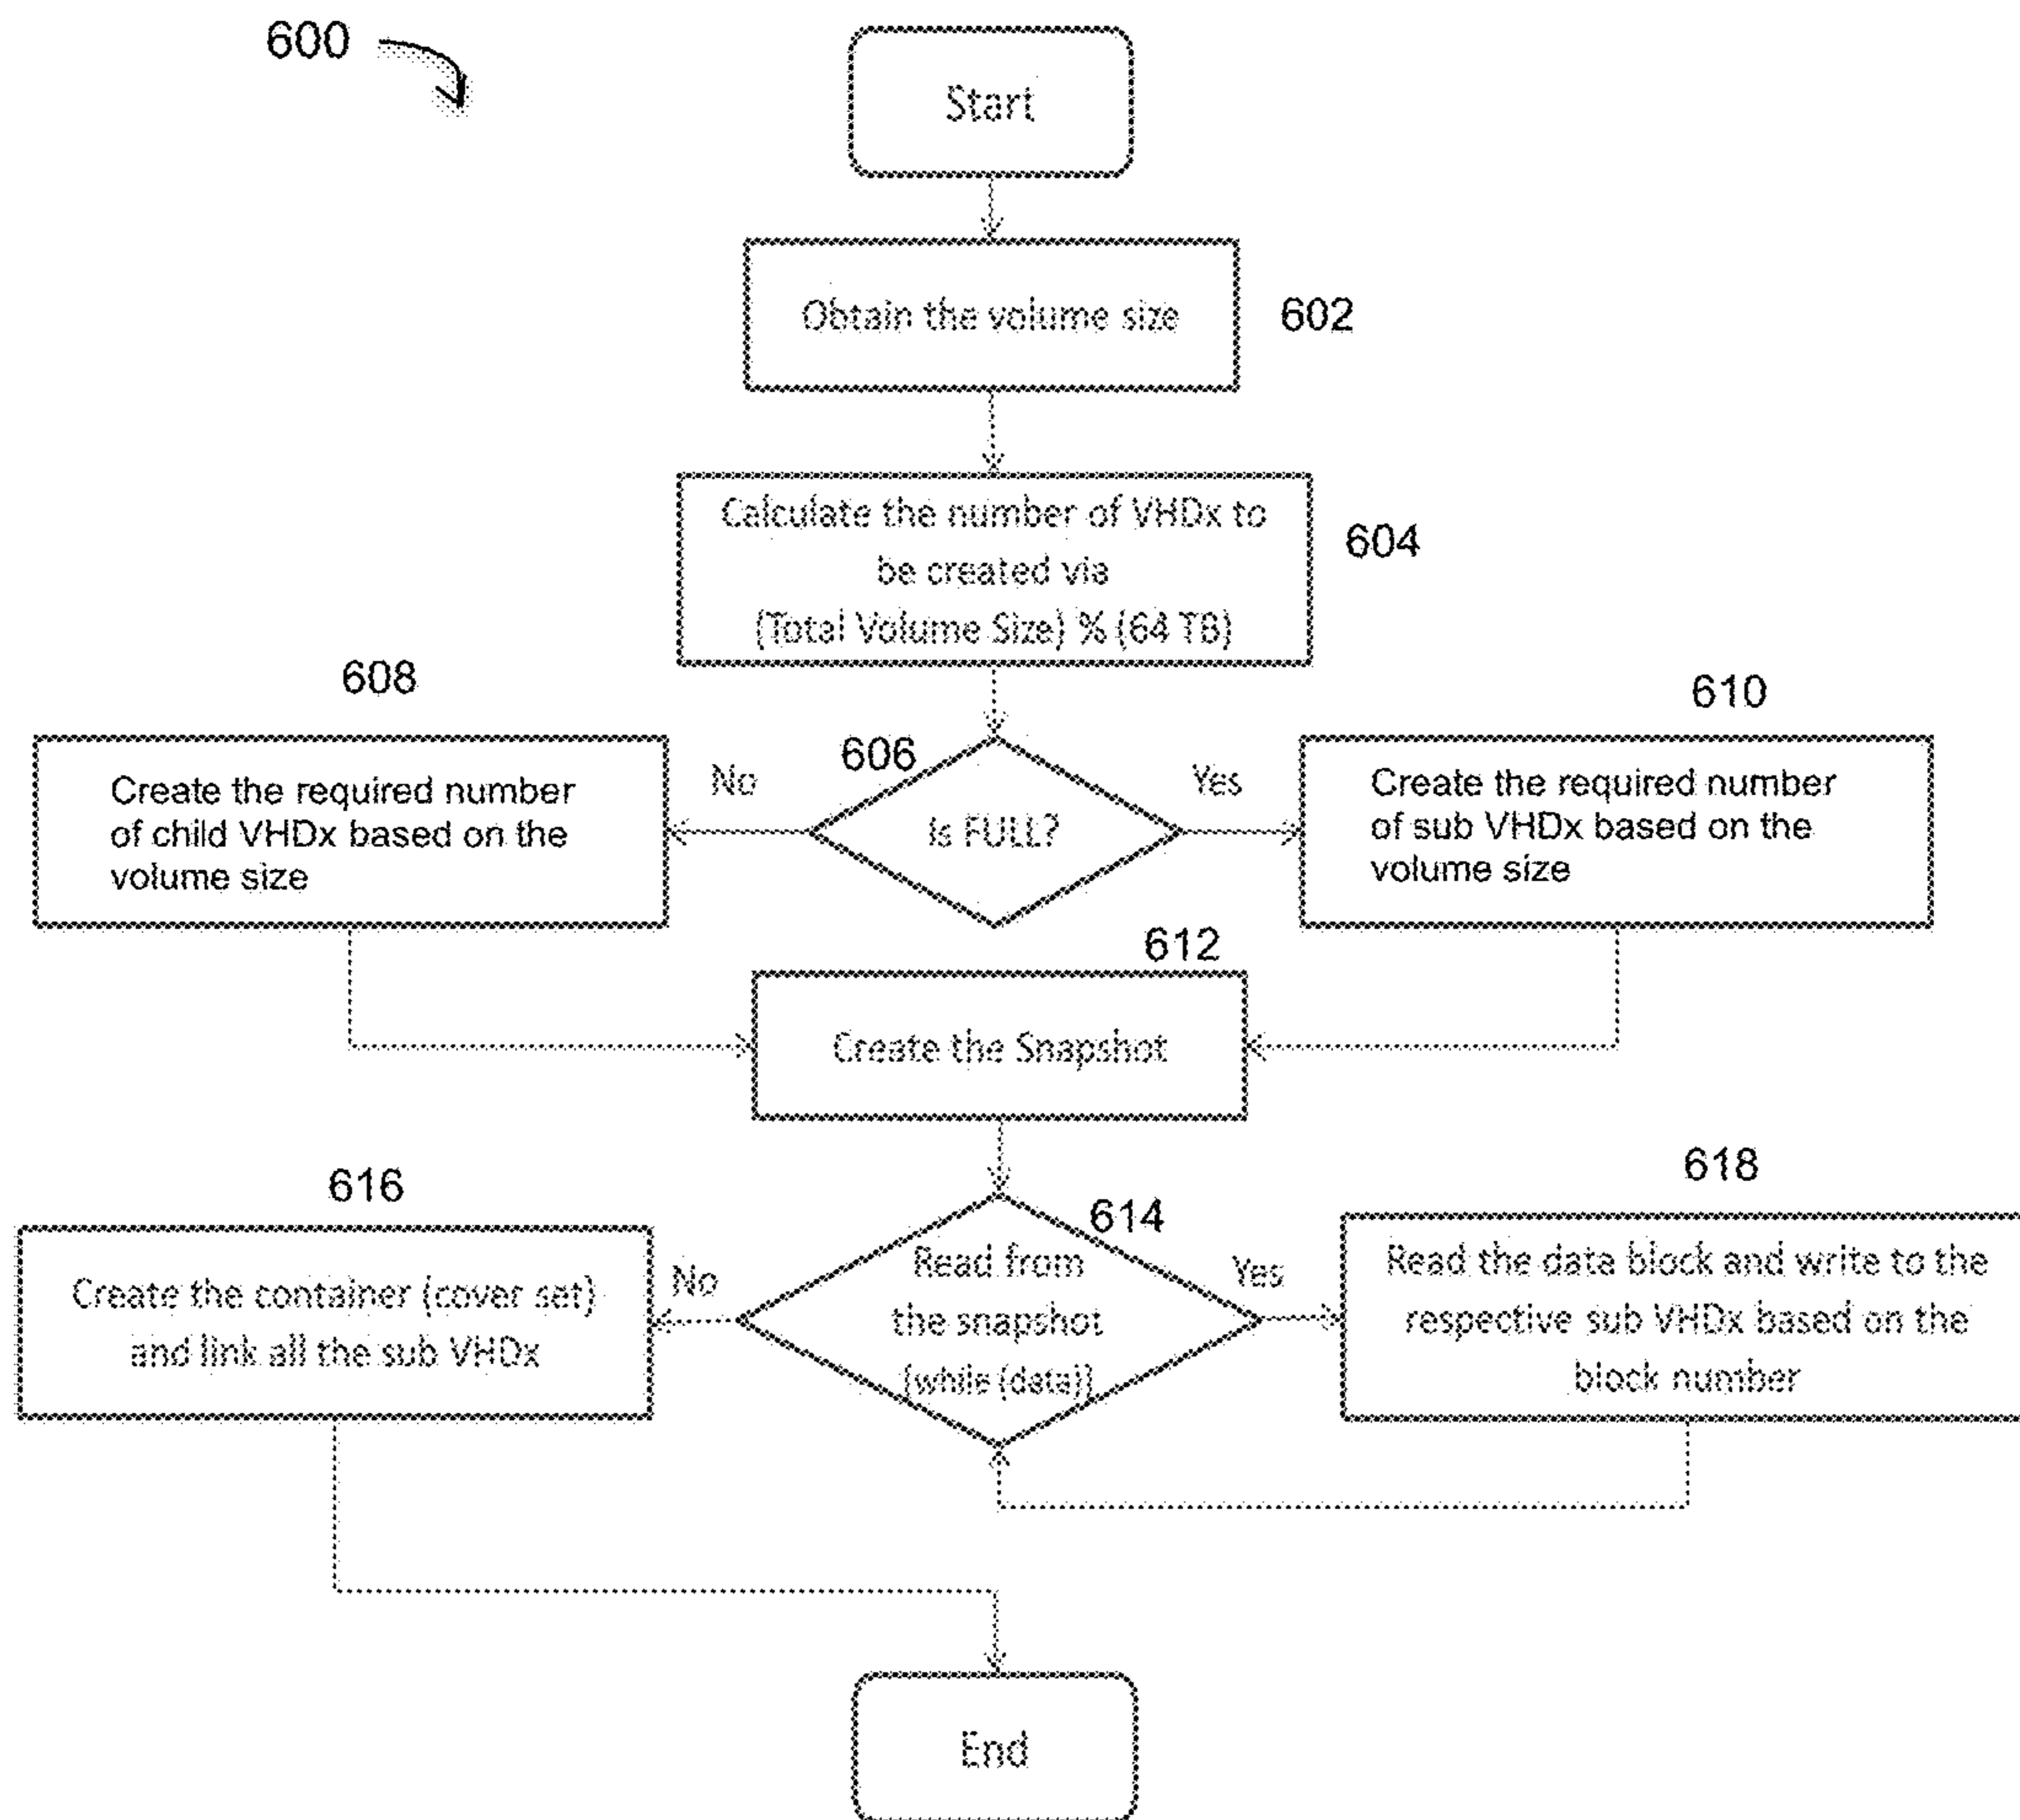 600
Start
Obtain the volume size
602
Calculate the number of VHDx to
be created via
(Total Volume Size) % (64 TB)
604
608
610
606
No
Yes
Create the required number
of child VHDx based on the
volume size
Is FULL?
Create the required number
of sub VHDx based on the
volume size
612
Create the Snapshot
616
614
618
No
Yes
Create the container (cover set)
and link all the sub VHDx
Read from
the snapshot
(while (data))
Read the data block and write to the
respective sub VHDx based on the
block number
End